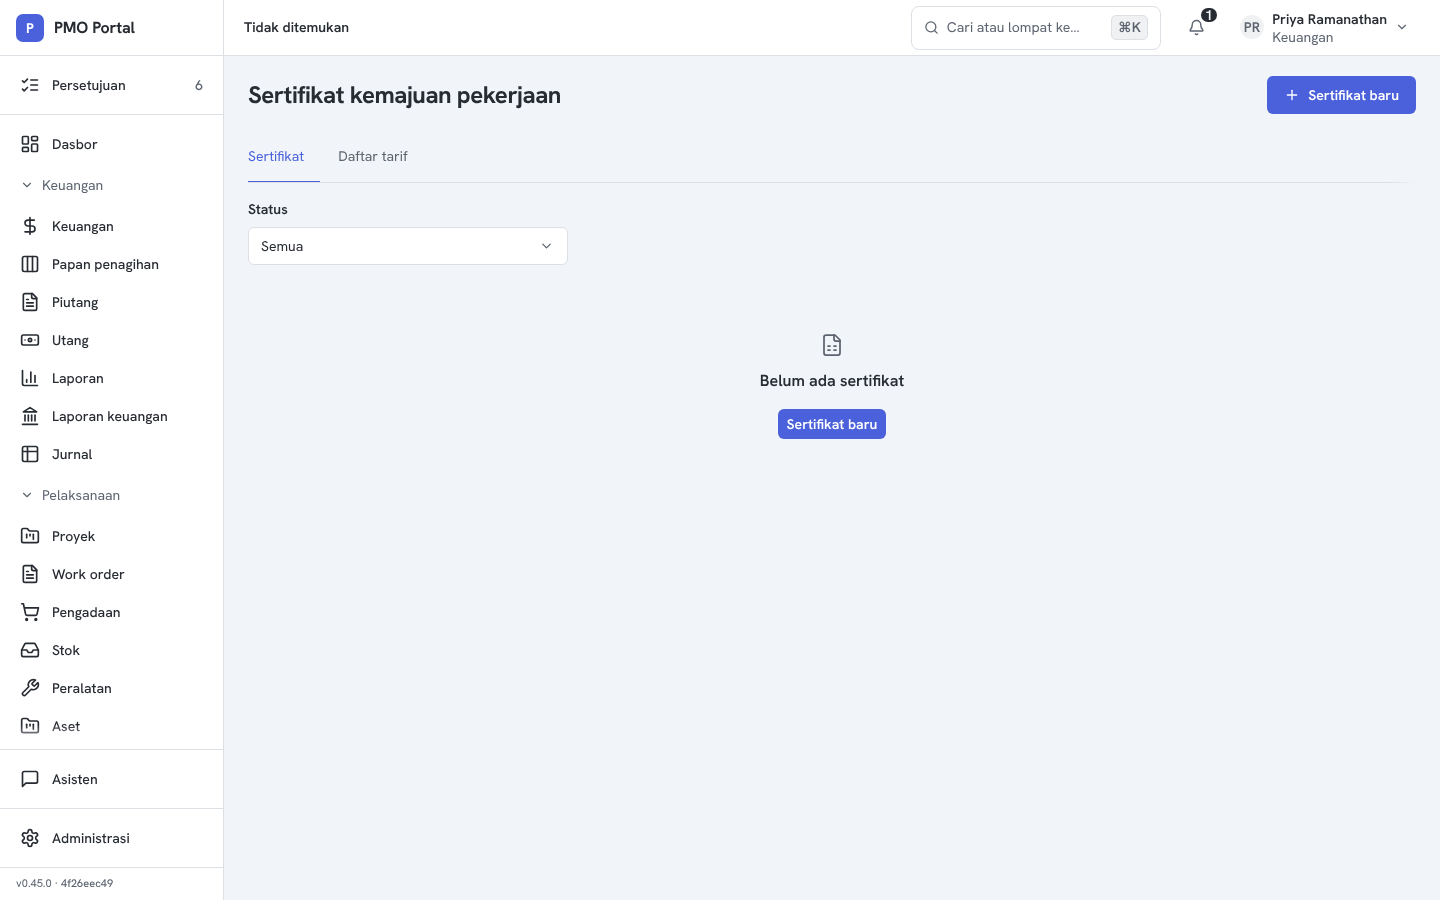 P PMO Portal
Tidak ditemukan
Cari atau lompat ke...
⌘K
1
PR
Priya Ramanathan
Keuangan
Persetujuan 6
Dasbor
Keuangan
Keuangan
Papan penagihan
Piutang
Utang
Laporan
Laporan keuangan
Jurnal
Pelaksanaan
Proyek
Work order
Pengadaan
Stok
Peralatan
Aset
Asisten
Administrasi
v0.45.0 · 4f26eec49
Sertifikat kemajuan pekerjaan
Sertifikat baru
Sertifikat Daftar tarif
Status
Semua
Belum ada sertifikat
Sertifikat baru